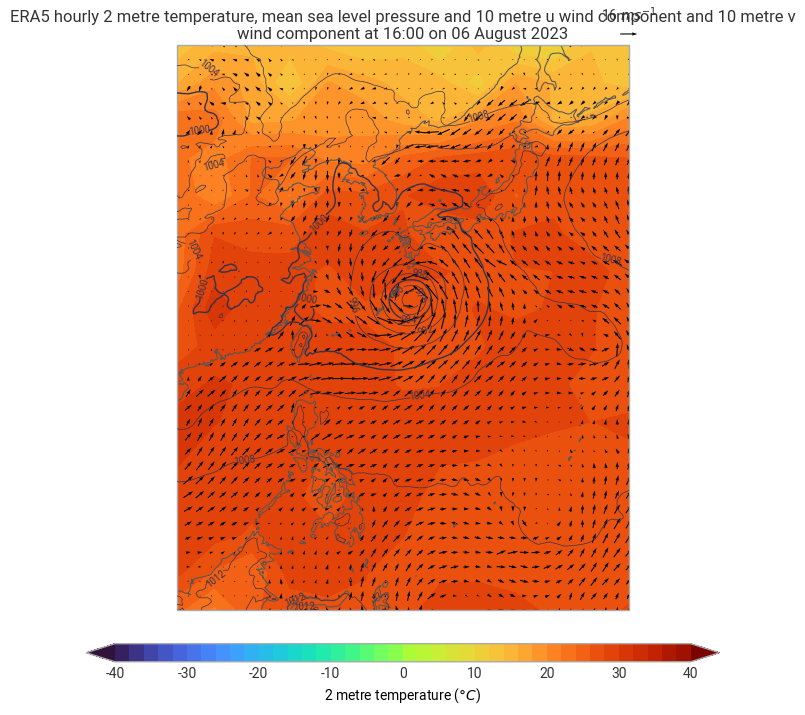 ERA5 hourly 2 metre temperature, mean sea level pressure and 10 metre u wind component and 10 metre v
wind component at 16:00 on 06 August 2023
16 ms⁻¹
1004
1008
1000
1004
1000
1004
1008
1000
1000
1004
1008
1012
1012
-40 -30 -20 -10 0 10 20 30 40
2 metre temperature (°C)